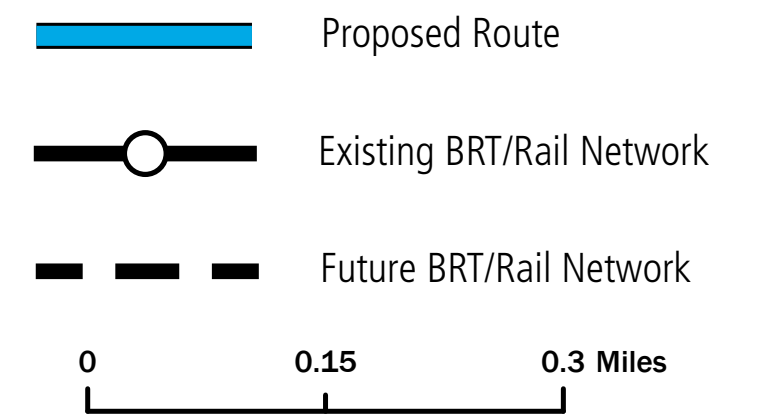 Proposed Route
Existing BRT/Rail Network
Future BRT/Rail Network
0 0.15 0.3 Miles